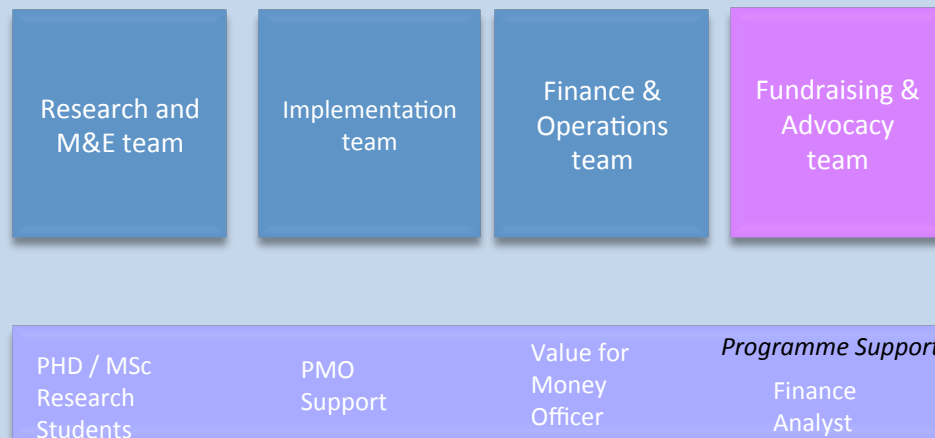 Research and
M&E team
Implementation
team
Finance &
Operations
team
Fundraising &
Advocacy
team
Programme Support
PHD / MSc
Research
Students
PMO
Support
Value for
Money
Officer
Finance
Analyst